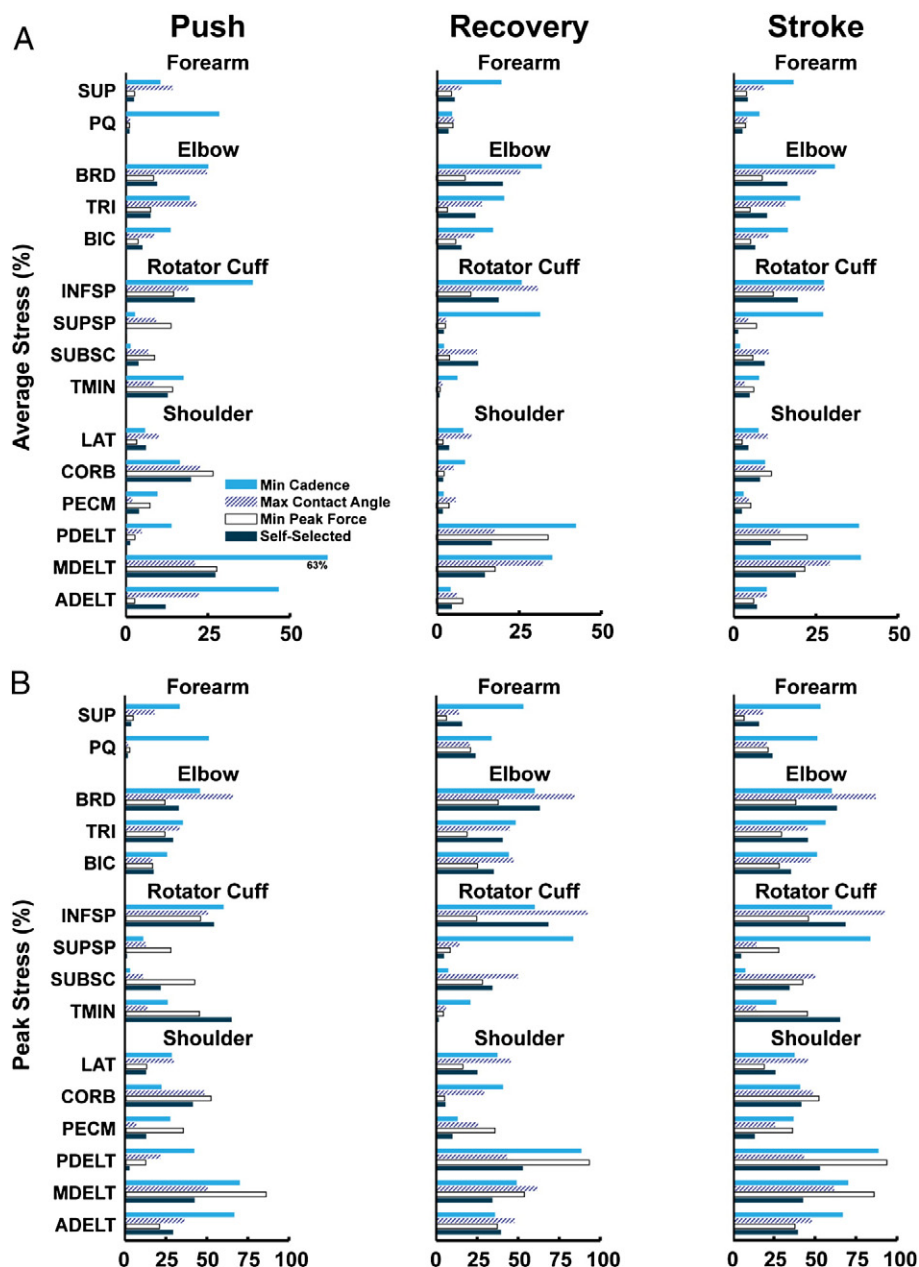 A
Push Recovery Stroke
Forearm Forearm Forearm
SUP
PQ
Elbow Elbow Elbow
BRD
TRI
BIC
Rotator Cuff Rotator Cuff Rotator Cuff
INFSP
SUPSP
SUBSC
TMIN
Shoulder Shoulder Shoulder
LAT
CORB
PECM
PDELT
MDELT
ADELT
Average Stress (%)
Min Cadence
Max Contact Angle
Min Peak Force
Self-Selected
63%
0 25 50 0 25 50 0 25 50
B
Forearm Forearm Forearm
SUP
PQ
Elbow Elbow Elbow
BRD
TRI
BIC
Rotator Cuff Rotator Cuff Rotator Cuff
INFSP
SUPSP
SUBSC
TMIN
Shoulder Shoulder Shoulder
LAT
CORB
PECM
PDELT
MDELT
ADELT
Peak Stress (%)
0 25 50 75 100 0 25 50 75 100 0 25 50 75 100